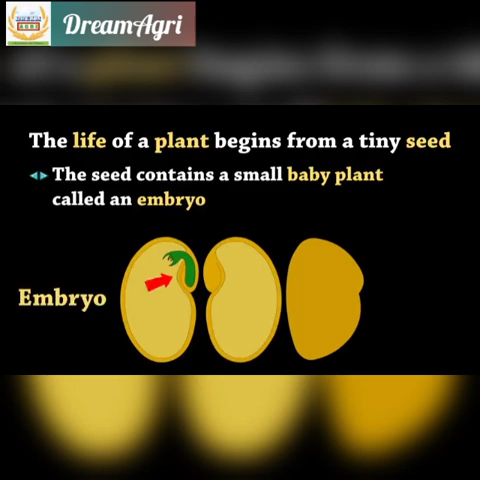 DreamAgri
The life of a plant begins from a tiny seed
The seed contains a small baby plant
called an embryo
Embryo